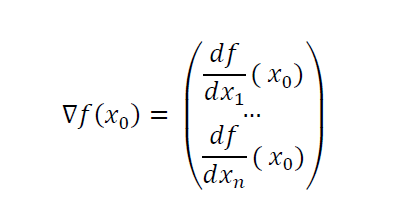 ∇f(x₀) = 
df/dx₁ ( x₀)
...
df/dxₙ ( x₀)